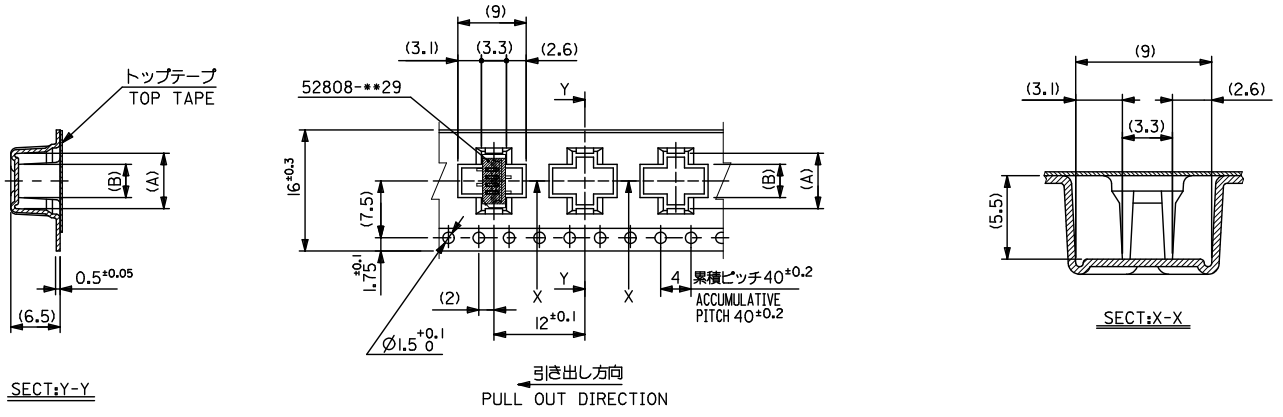 トップテープ
TOP TAPE
(B)
(A)
0.5±0.05
(6.5)
SECT:Y-Y
(9)
(3.1)
(3.3)
(2.6)
52808-**29
Y
16±0.3
(7.5)
1.75±0.1
(B)
(A)
(2)
X
Y
X
4
累積ピッチ40±0.2
ACCUMULATIVE
PITCH 40±0.2
12±0.1
Ø1.5+0.1 0
引き出し方向
PULL OUT DIRECTION
(9)
(3.1)
(2.6)
(3.3)
(5.5)
SECT:X-X